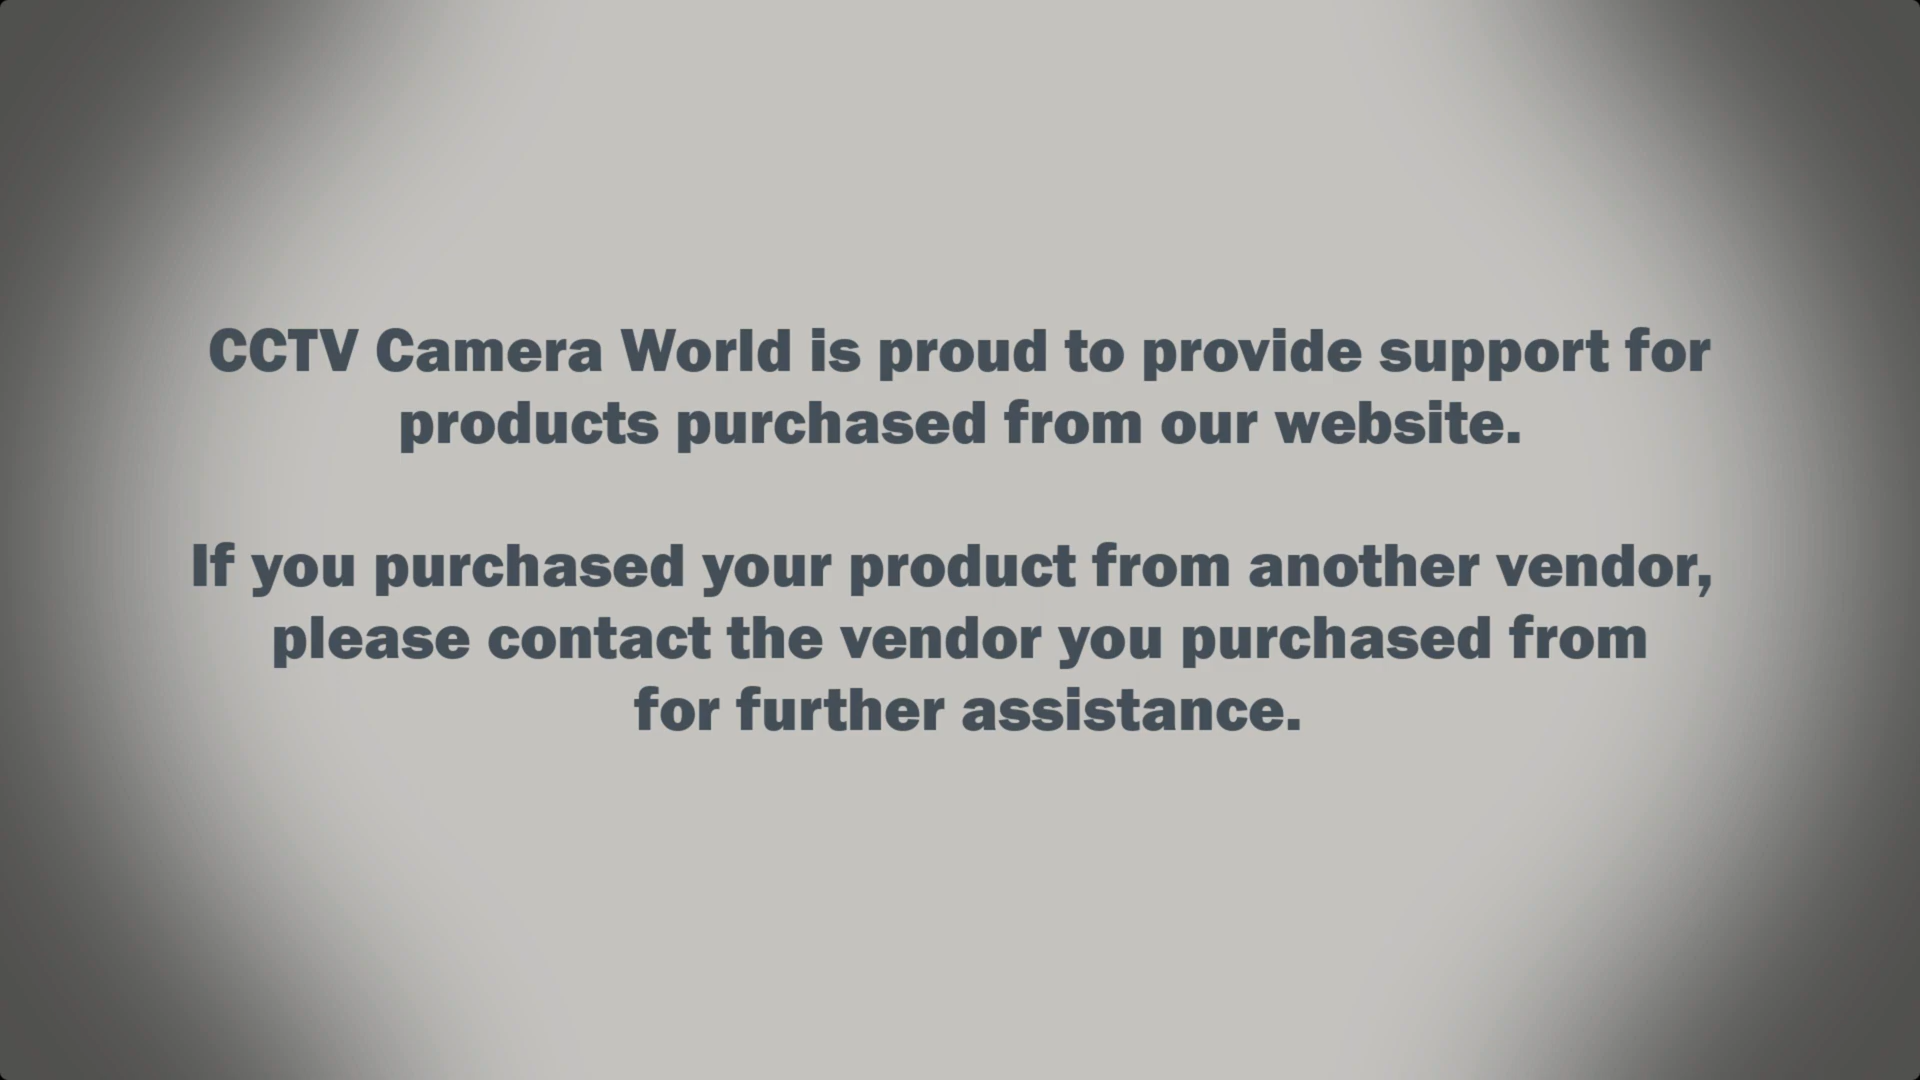 CCTV Camera World is proud to provide support for
products purchased from our website.
If you purchased your product from another vendor,
please contact the vendor you purchased from
for further assistance.